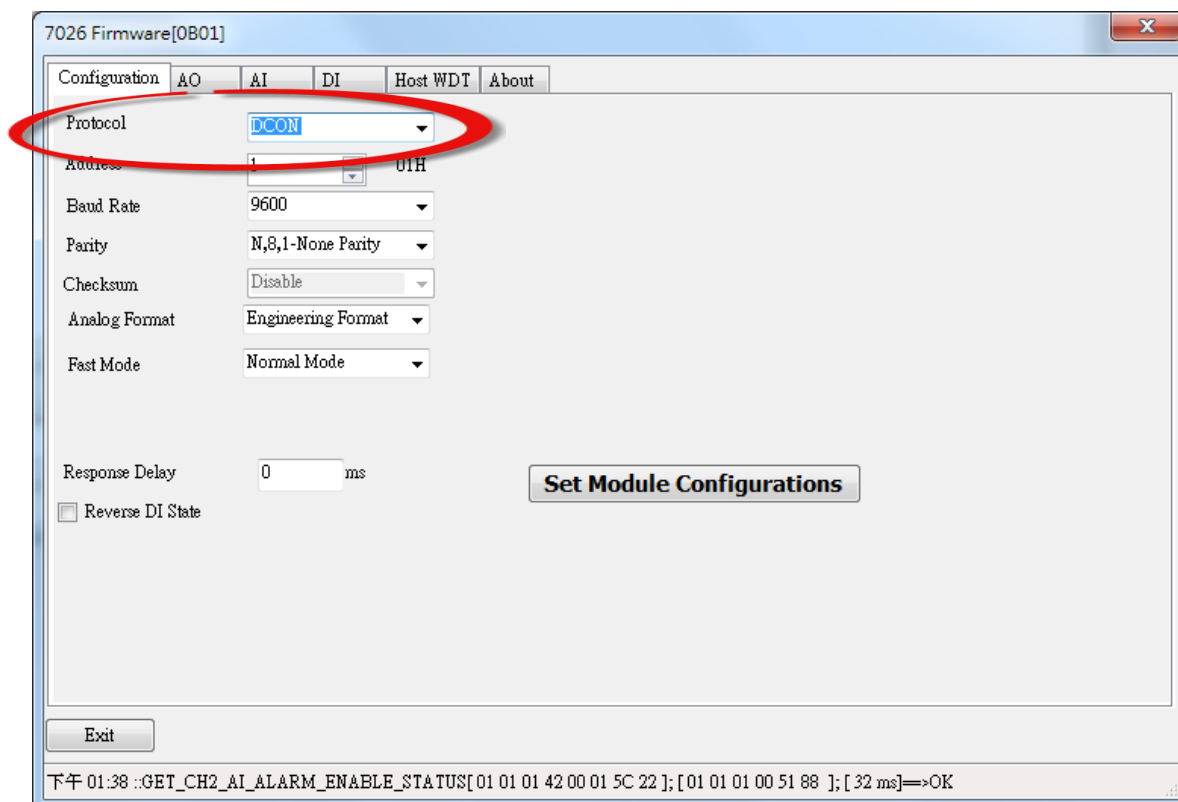 7026 Firmware[0B01]
Configuration AO AI DI Host WDT About
Protocol DCON
Address 1 01H
Baud Rate 9600
Parity N,8,1-None Parity
Checksum Disable
Analog Format Engineering Format
Fast Mode Normal Mode
Response Delay 0 ms
Set Module Configurations
Reverse DI State
Exit
下午 01:38 ::GET_CH2_AI_ALARM_ENABLE_STATUS[ 01 01 01 42 00 01 5C 22 ]; [ 01 01 01 00 51 88 ]; [ 32 ms]==>OK